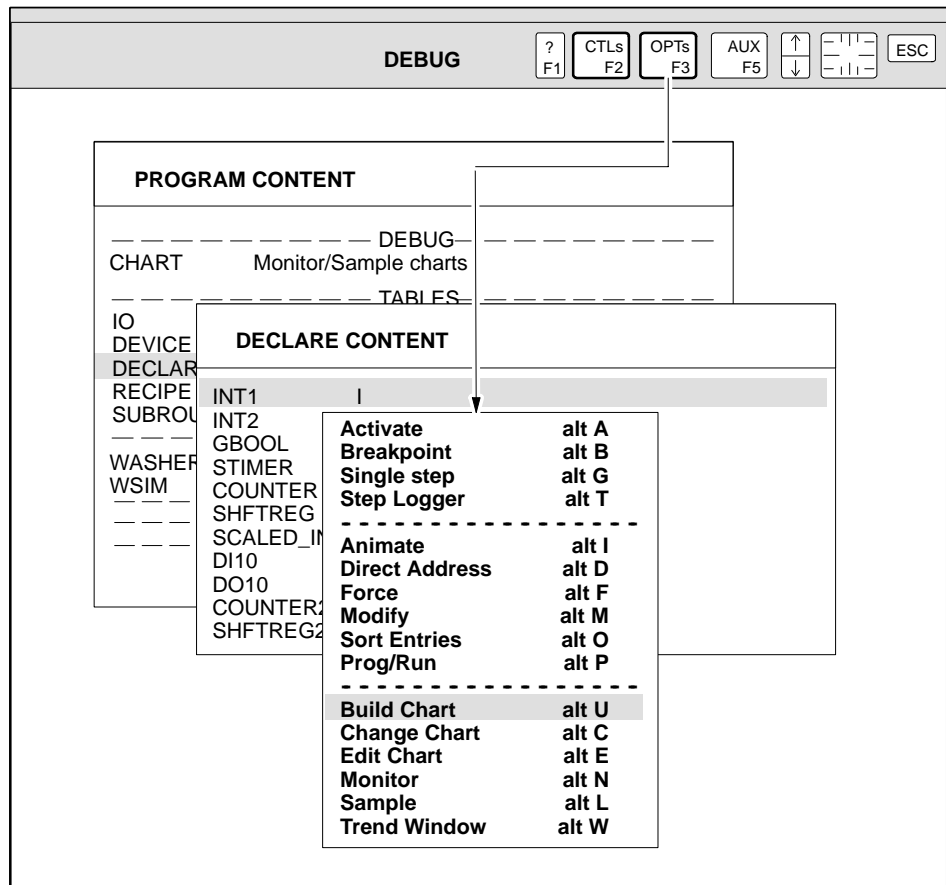 DEBUG
? F1
CTLs F2
OPTs F3
AUX F5
↑ ↓
ESC
PROGRAM CONTENT
DEBUG
CHART Monitor/Sample charts
TABLES
IO
DEVICE
DECLAR
RECIPE
SUBROU
WASHER
WSIM
DECLARE CONTENT
INT1 I
INT2
GBOOL
STIMER
COUNTER
SHFTREG
SCALED_IN
DI10
DO10
COUNTER2
SHFTREG2
Activate alt A
Breakpoint alt B
Single step alt G
Step Logger alt T
Animate alt I
Direct Address alt D
Force alt F
Modify alt M
Sort Entries alt O
Prog/Run alt P
Build Chart alt U
Change Chart alt C
Edit Chart alt E
Monitor alt N
Sample alt L
Trend Window alt W